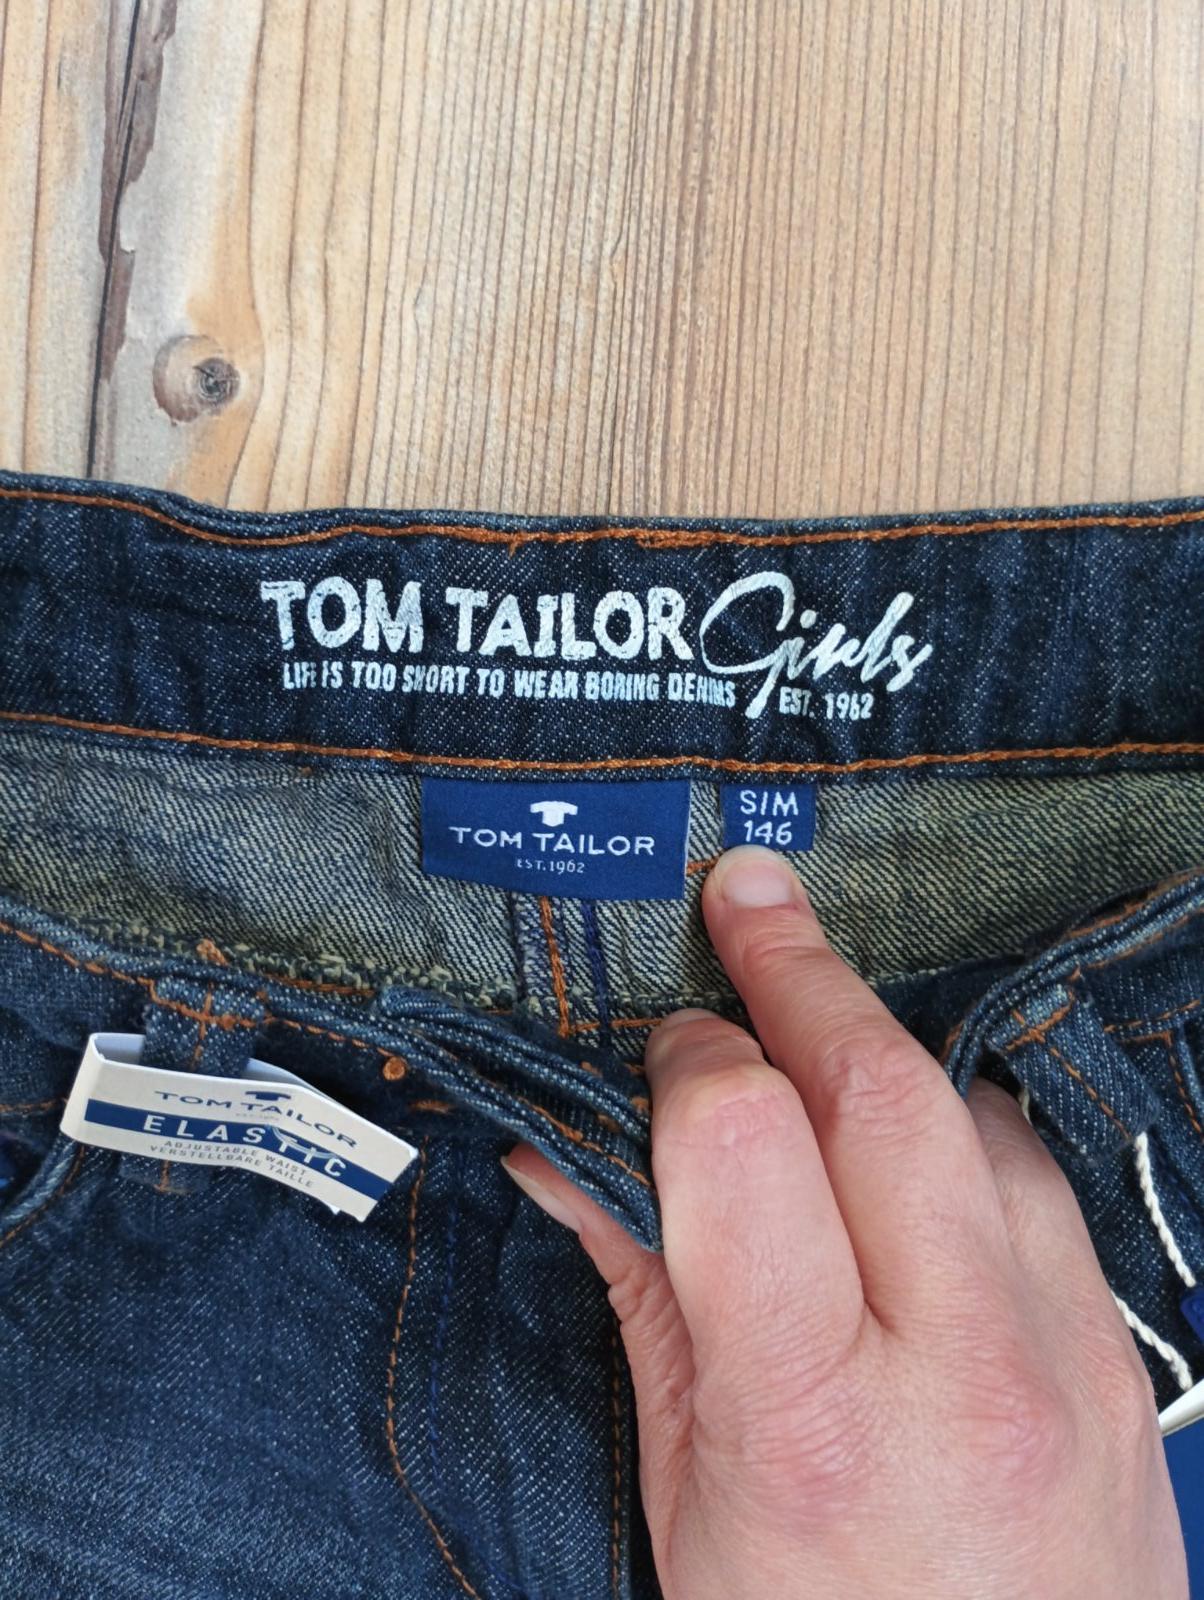 TOM TAILOR Girls
LIFE IS TOO SHORT TO WEAR BORING DENIMS
EST. 1962
TOM TAILOR
EST.1962
SIM
146
TOM TAILOR
ELASTIC
ADJUSTABLE WAIST
VERSTELLBARE TAILLE